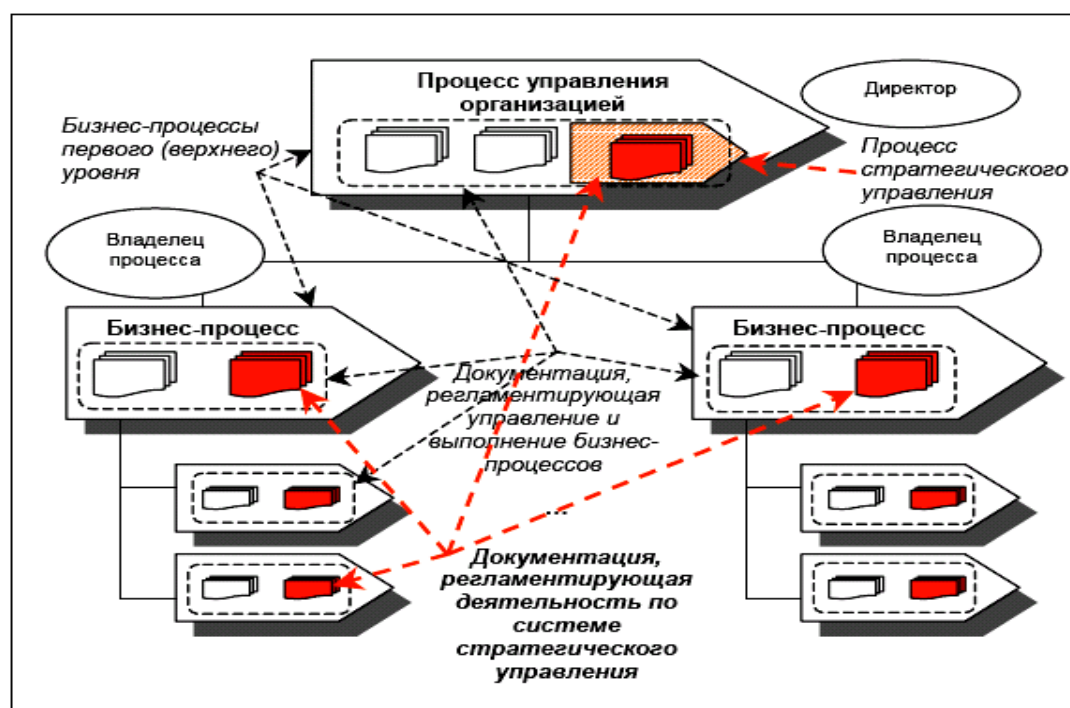 Процесс управления
организацией
Директор
Бизнес-процессы
первого (верхнего)
уровня
Процесс
стратегического
управления
Владелец
процесса
Владелец
процесса
Бизнес-процесс
Бизнес-процесс
Документация,
регламентирующая
управление и
выполнение бизнес-
процессов
...
Документация,
регламентирующая
деятельность по
системе
стратегического
управления